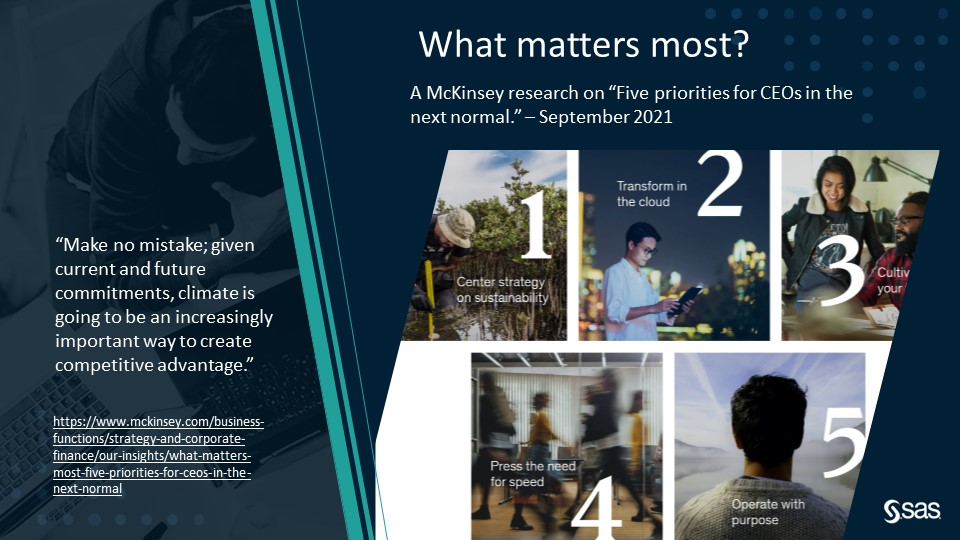 What matters most?
A McKinsey research on “Five priorities for CEOs in the
next normal.” – September 2021
“Make no mistake; given
current and future
commitments, climate is
going to be an increasingly
important way to create
competitive advantage.”
https://www.mckinsey.com/business-
functions/strategy-and-corporate-
finance/our-insights/what-matters-
most-five-priorities-for-ceos-in-the-
next-normal
1
Center strategy
on sustainability
2
Transform in
the cloud
3
Cultiv
your
4
Press the need
for speed
5
Operate with
purpose
sas